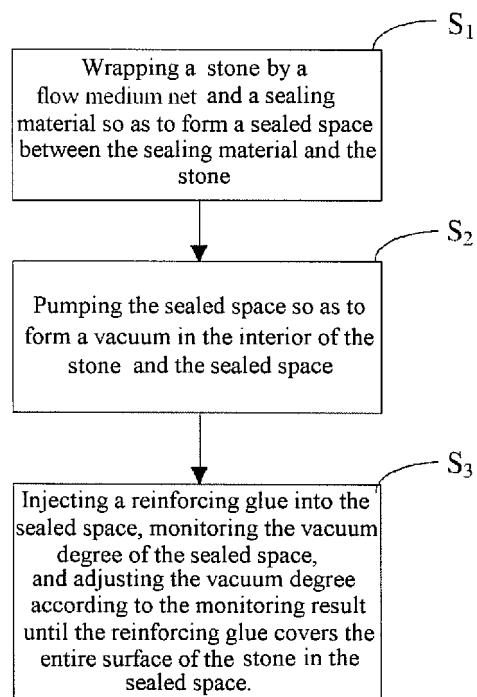 S1
Wrapping a stone by a
flow medium net and a sealing
material so as to form a sealed space
between the sealing material and the
stone
S2
Pumping the sealed space so as to
form a vacuum in the interior of the
stone and the sealed space
S3
Injecting a reinforcing glue into the
sealed space, monitoring the vacuum
degree of the sealed space,
and adjusting the vacuum degree
according to the monitoring result
until the reinforcing glue covers the
entire surface of the stone in the
sealed space.